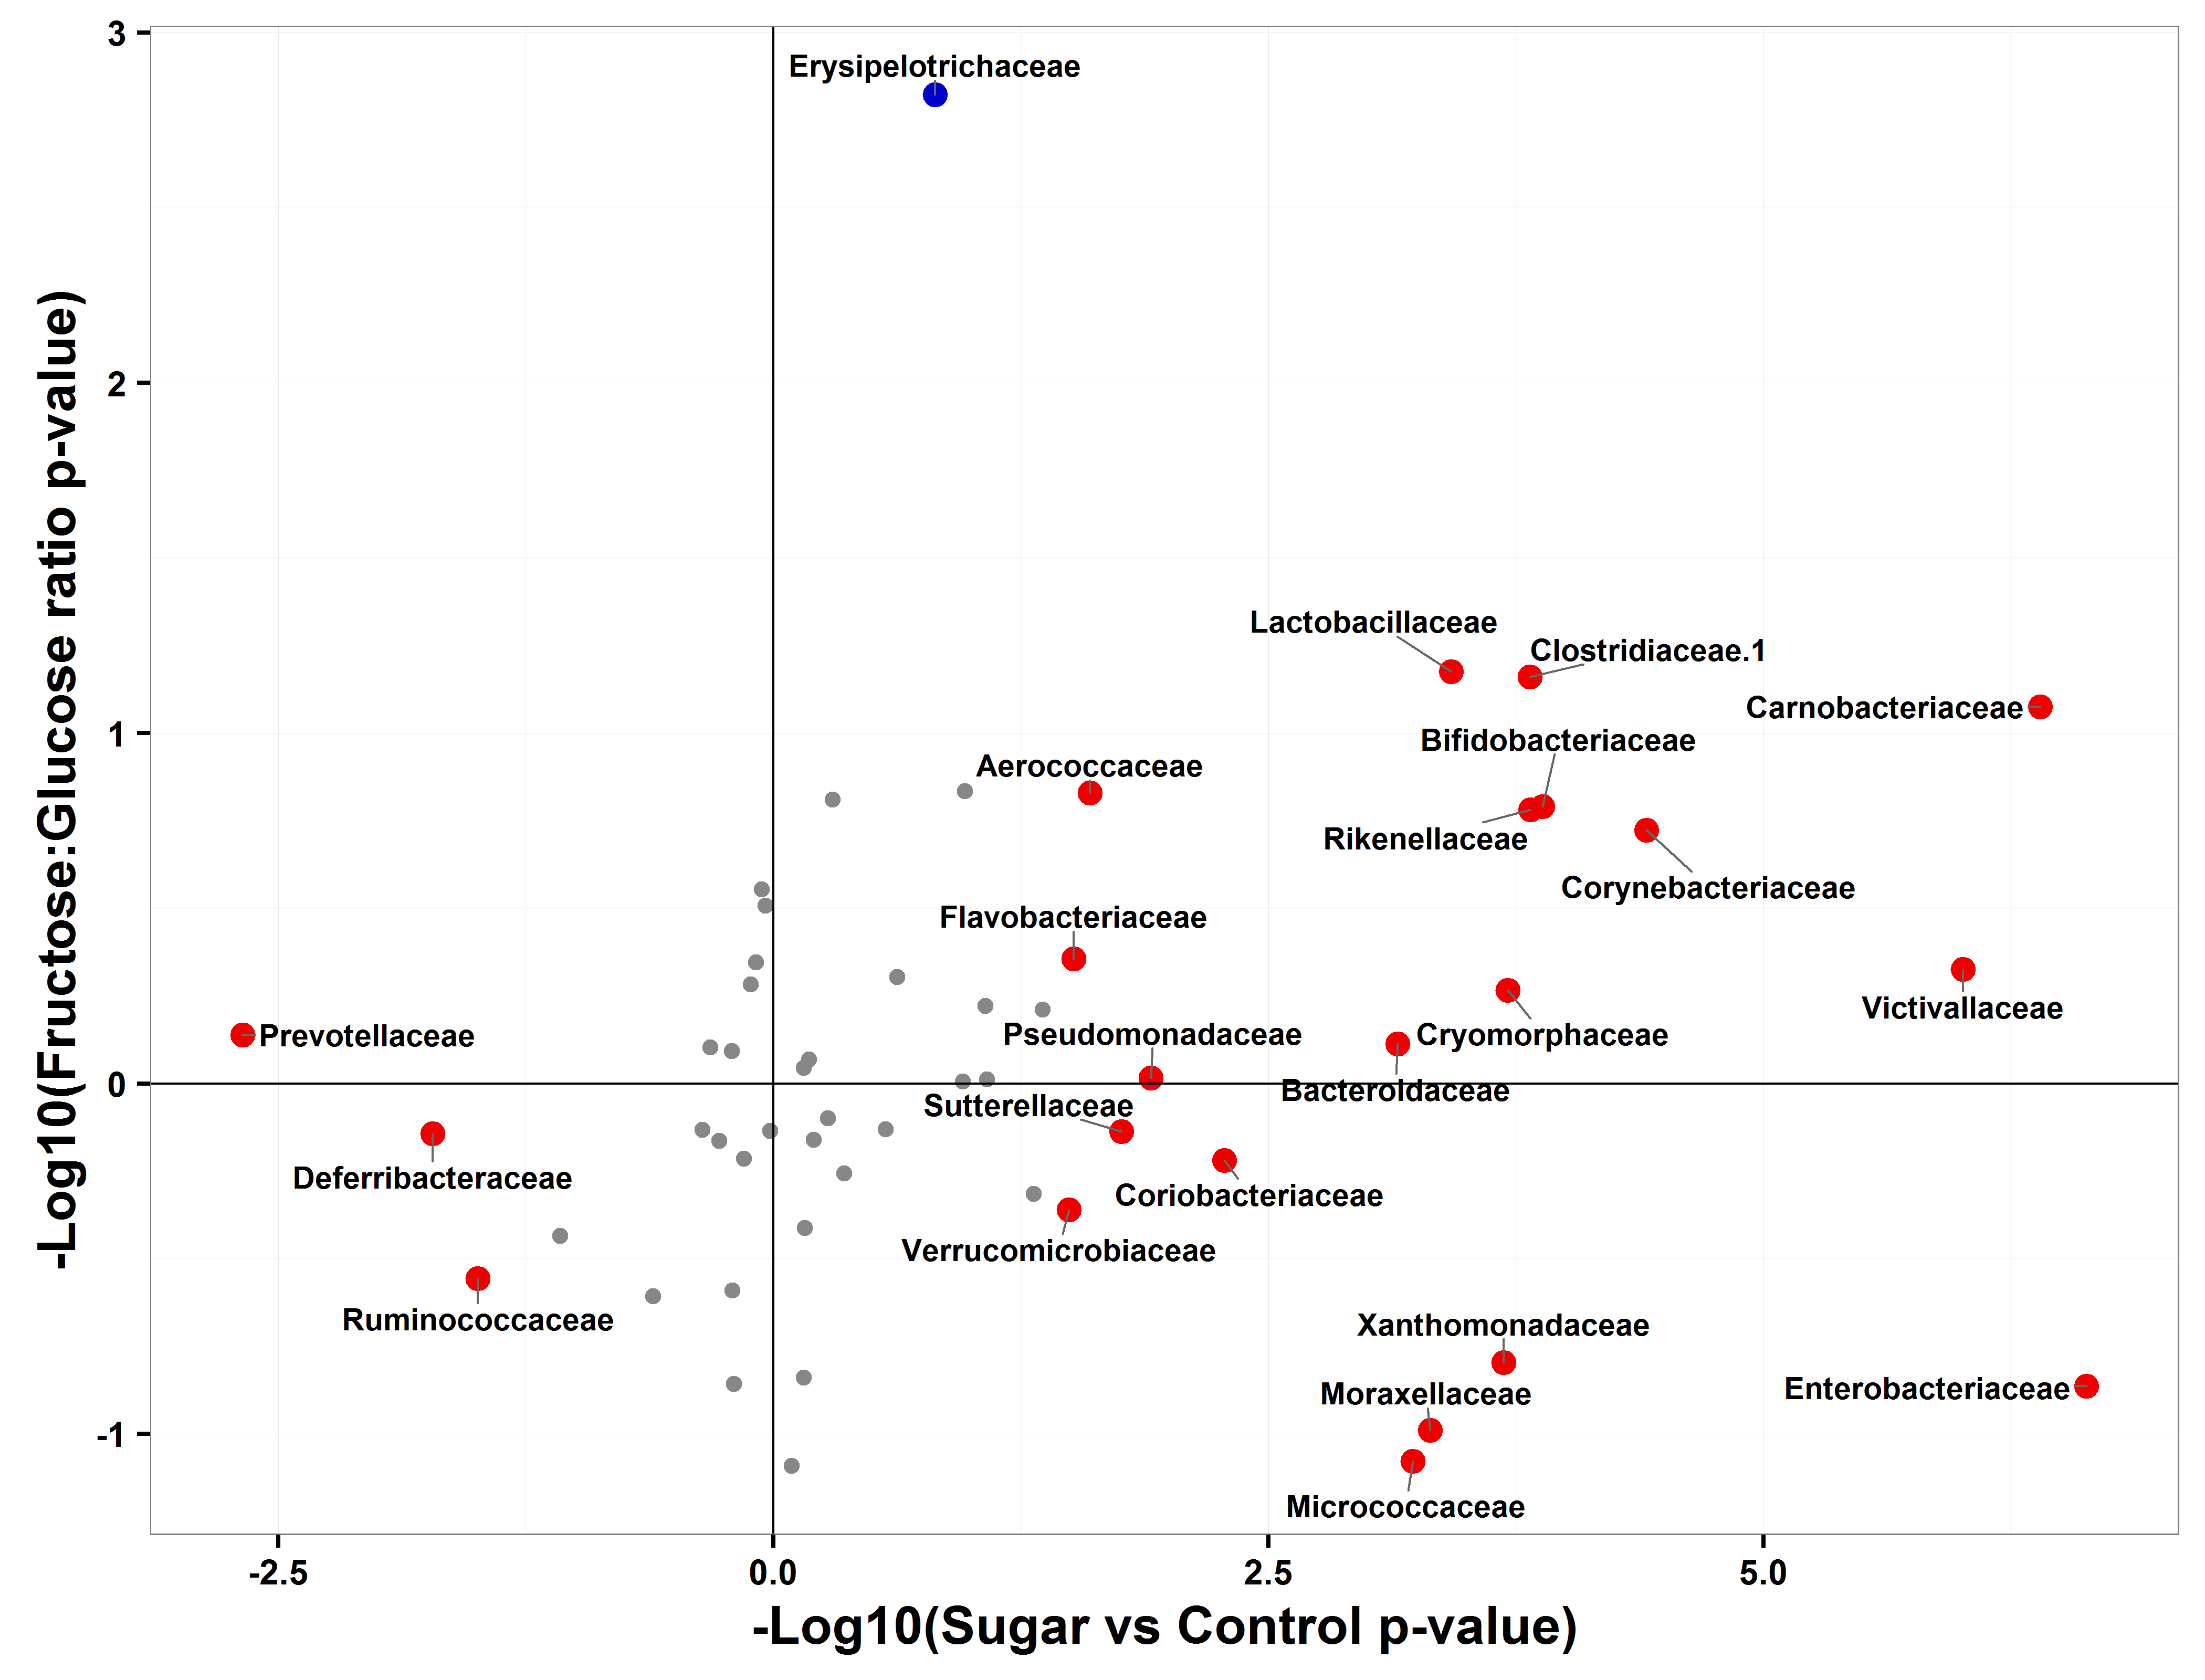 3
Erysipelotrichaceae
2
Lactobacillaceae
Clostridiaceae.1
Carnobacteriaceae
1
Bifidobacteriaceae
Aerococcaceae
Rikenellaceae
Corynebacteriaceae
Flavobacteriaceae
Victivallaceae
Prevotellaceae
Pseudomonadaceae
Cryomorphaceae
0
Bacteroidaceae
Sutterellaceae
Deferribacteraceae
Coriobacteriaceae
Verrucomicrobiaceae
Ruminococcaceae
Xanthomonadaceae
Moraxellaceae
Enterobacteriaceae
-1
Micrococcaceae
-2.5 0.0 2.5 5.0
-Log10(Sugar vs Control p-value)
-Log10(Fructose:Glucose ratio p-value)